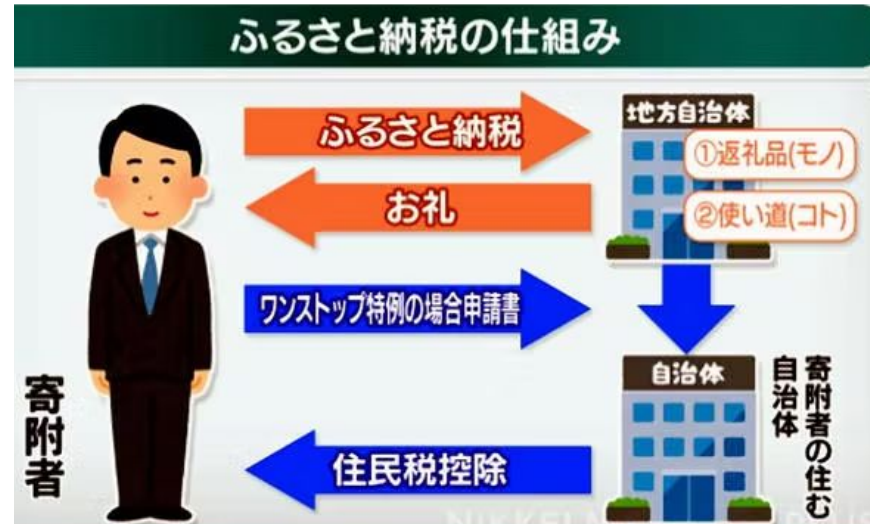 ふるさと納税の仕組み
ふるさと納税
地方自治体
①返礼品(モノ)
お礼
②使い道(コト)
ワンストップ特例の場合申請書
自治体
寄附者の住む
自治体
寄附者
住民税控除